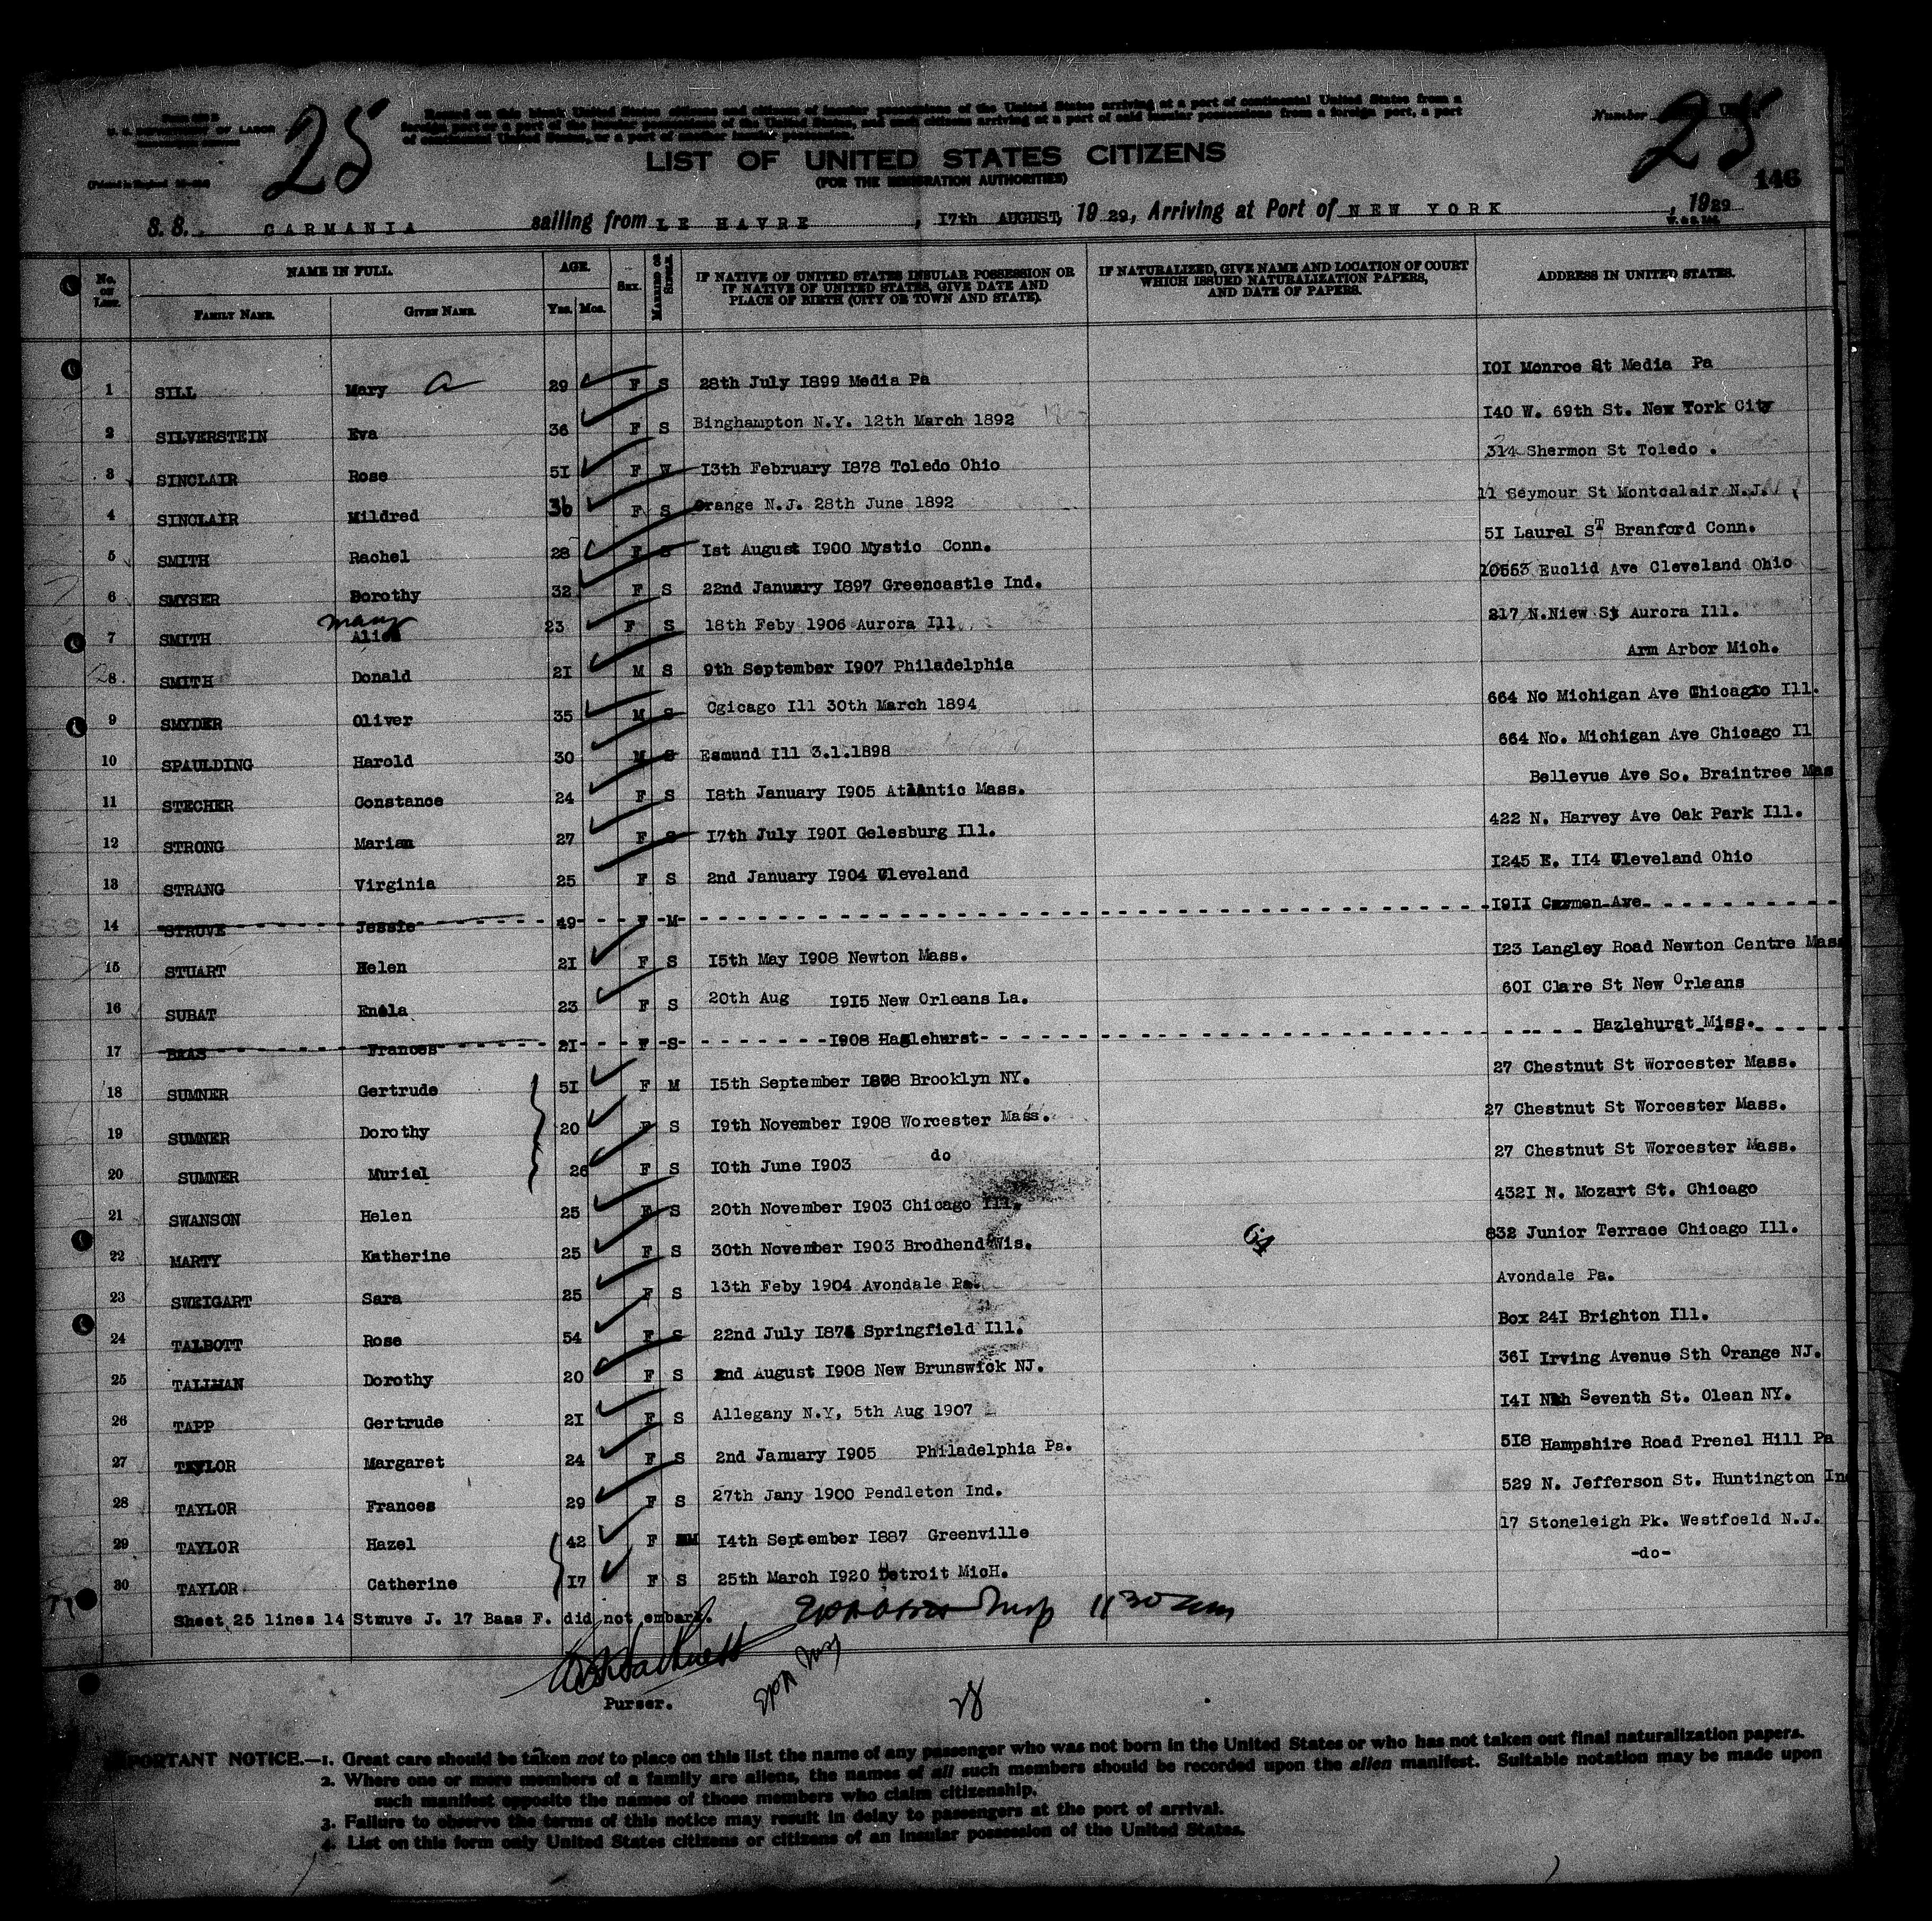 25
U. S. DEPARTMENT OF LABOR
LIST OF UNITED STATES CITIZENS
(FOR THE IMMIGRATION AUTHORITIES)
Number 25
146
S.S. CARMANIA sailing from LE HAVRE, 17th AUGUST, 1929, Arriving at Port of NEW YORK, 1929
No. on List. NAME IN FULL. AGE. SEX. MARRIED OR SINGLE. IF NATIVE OF UNITED STATES INSULAR POSSESSION OR IF NATIVE OF UNITED STATES, GIVE DATE AND PLACE OF BIRTH (CITY OR TOWN AND STATE). IF NATURALIZED, GIVE NAME AND LOCATION OF COURT WHICH ISSUED NATURALIZATION PAPERS, AND DATE OF PAPERS. ADDRESS IN UNITED STATES.
FAMILY NAME. GIVEN NAME. Yrs. Mos.
1 SILL Mary a 29 F S 28th July 1899 Media Pa 101 Monroe St Media Pa
2 SILVERSTEIN Eva 36 F S Binghampton N.Y. 12th March 1892 140 W. 69th St. New York City
3 SINCLAIR Rose 51 F W 13th February 1878 Toledo Ohio 314 Shermon St Toledo .
4 SINCLAIR Mildred 36 F S Orange N.J. 28th June 1892 11 Seymour St Montcalair N.J.
5 SMITH Rachel 28 F S 1st August 1900 Mystic Conn. 51 Laurel ST Branford Conn.
6 SMYSER Dorothy 32 F S 22nd January 1897 Greencastle Ind. 10553 Euclid Ave Cleveland Ohio
7 SMITH Mary Alice 23 F S 18th Feby 1906 Aurora Ill 217 N.Niew St Aurora Ill.
8 SMITH Donald 21 M S 9th September 1907 Philadelphia Arm Arbor Mich.
9 SMYDER Oliver 35 M S Cgicago Ill 30th March 1894 664 No Michigan Ave Chicagro Ill.
10 SPAULDING Harold 30 M S Esmund Ill 3.1.1898 664 No. Michigan Ave Chicago Il
11 STECHER Constance 24 F S 18th January 1905 Atlantic Mass. Bellevue Ave So. Braintree Mas
12 STRONG Marian 27 F S 17th July 1901 Gelesburg Ill. 422 N. Harvey Ave Oak Park Ill.
13 STRANG Virginia 25 F S 2nd January 1904 Cleveland 1245 E. 114 Cleveland Ohio
14 STRUVE Jessie 49 F M 1911 Carmen Ave
15 STUART Helen 21 F S 15th May 1908 Newton Mass. 123 Langley Road Newton Centre Mass
16 SUBAT Enola 23 F S 20th Aug 1915 New Orleans La. 601 Clare St New Orleans
17 BAAS Frances 21 F S 1908 Haglehurst Hazlehurst Miss.
18 SUMNER Gertrude 51 F M 15th September 1878 Brooklyn NY. 27 Chestnut St Worcester Mass.
19 SUMNER Dorothy 20 F S 19th November 1908 Worcester Mass. 27 Chestnut St Worcester Mass.
20 SUMNER Muriel 26 F S 10th June 1903 do 27 Chestnut St Worcester Mass.
21 SWANSON Helen 25 F S 20th November 1903 Chicago Ill. 4321 N. Mozart St. Chicago
22 MARTY Katherine 25 F S 30th November 1903 Brodhend Wis. 64 832 Junior Terrace Chicago Ill.
23 SWEIGART Sara 25 F S 13th Feby 1904 Avondale Pa. Avondale Pa.
24 TALBOTT Rose 54 F S 22nd July 1874 Springfield Ill. Box 241 Brighton Ill.
25 TALLMAN Dorothy 20 F S 2nd August 1908 New Brunswick NJ. 361 Irving Avenue Sth Orange NJ.
26 TAPP Gertrude 21 F S Allegany N.Y, 5th Aug 1907 141 Nth Seventh St. Olean NY.
27 TAYLOR Margaret 24 F S 2nd January 1905 Philadelphia Pa. 518 Hampshire Road Prenel Hill Pa
28 TAYLOR Frances 29 F S 27th Jany 1900 Pendleton Ind. 529 N. Jefferson St. Huntington In
29 TAYLOR Hazel 42 F M 14th September 1887 Greenville 17 Stoneleigh Pk. Westfoeld N.J.
30 TAYLOR Catherine 17 F S 25th March 1920 Detroit MicH. -do-
Sheet 25 lines 14 Struve J. 17 Baas F. did not embark. Insp 11 30 am
Purser.
28
IMPORTANT NOTICE.—1. Great care should be taken not to place on this list the name of any passenger who was not born in the United States or who has not taken out final naturalization papers.
2. Where one or more members of a family are aliens, the names of all such members should be recorded upon the alien manifest. Suitable notation may be made upon
such manifest opposite the names of those members who claim citizenship.
3. Failure to observe the terms of this notice may result in delay to passengers at the port of arrival.
4. List on this form only United States citizens or citizens of an insular possession of the United States.